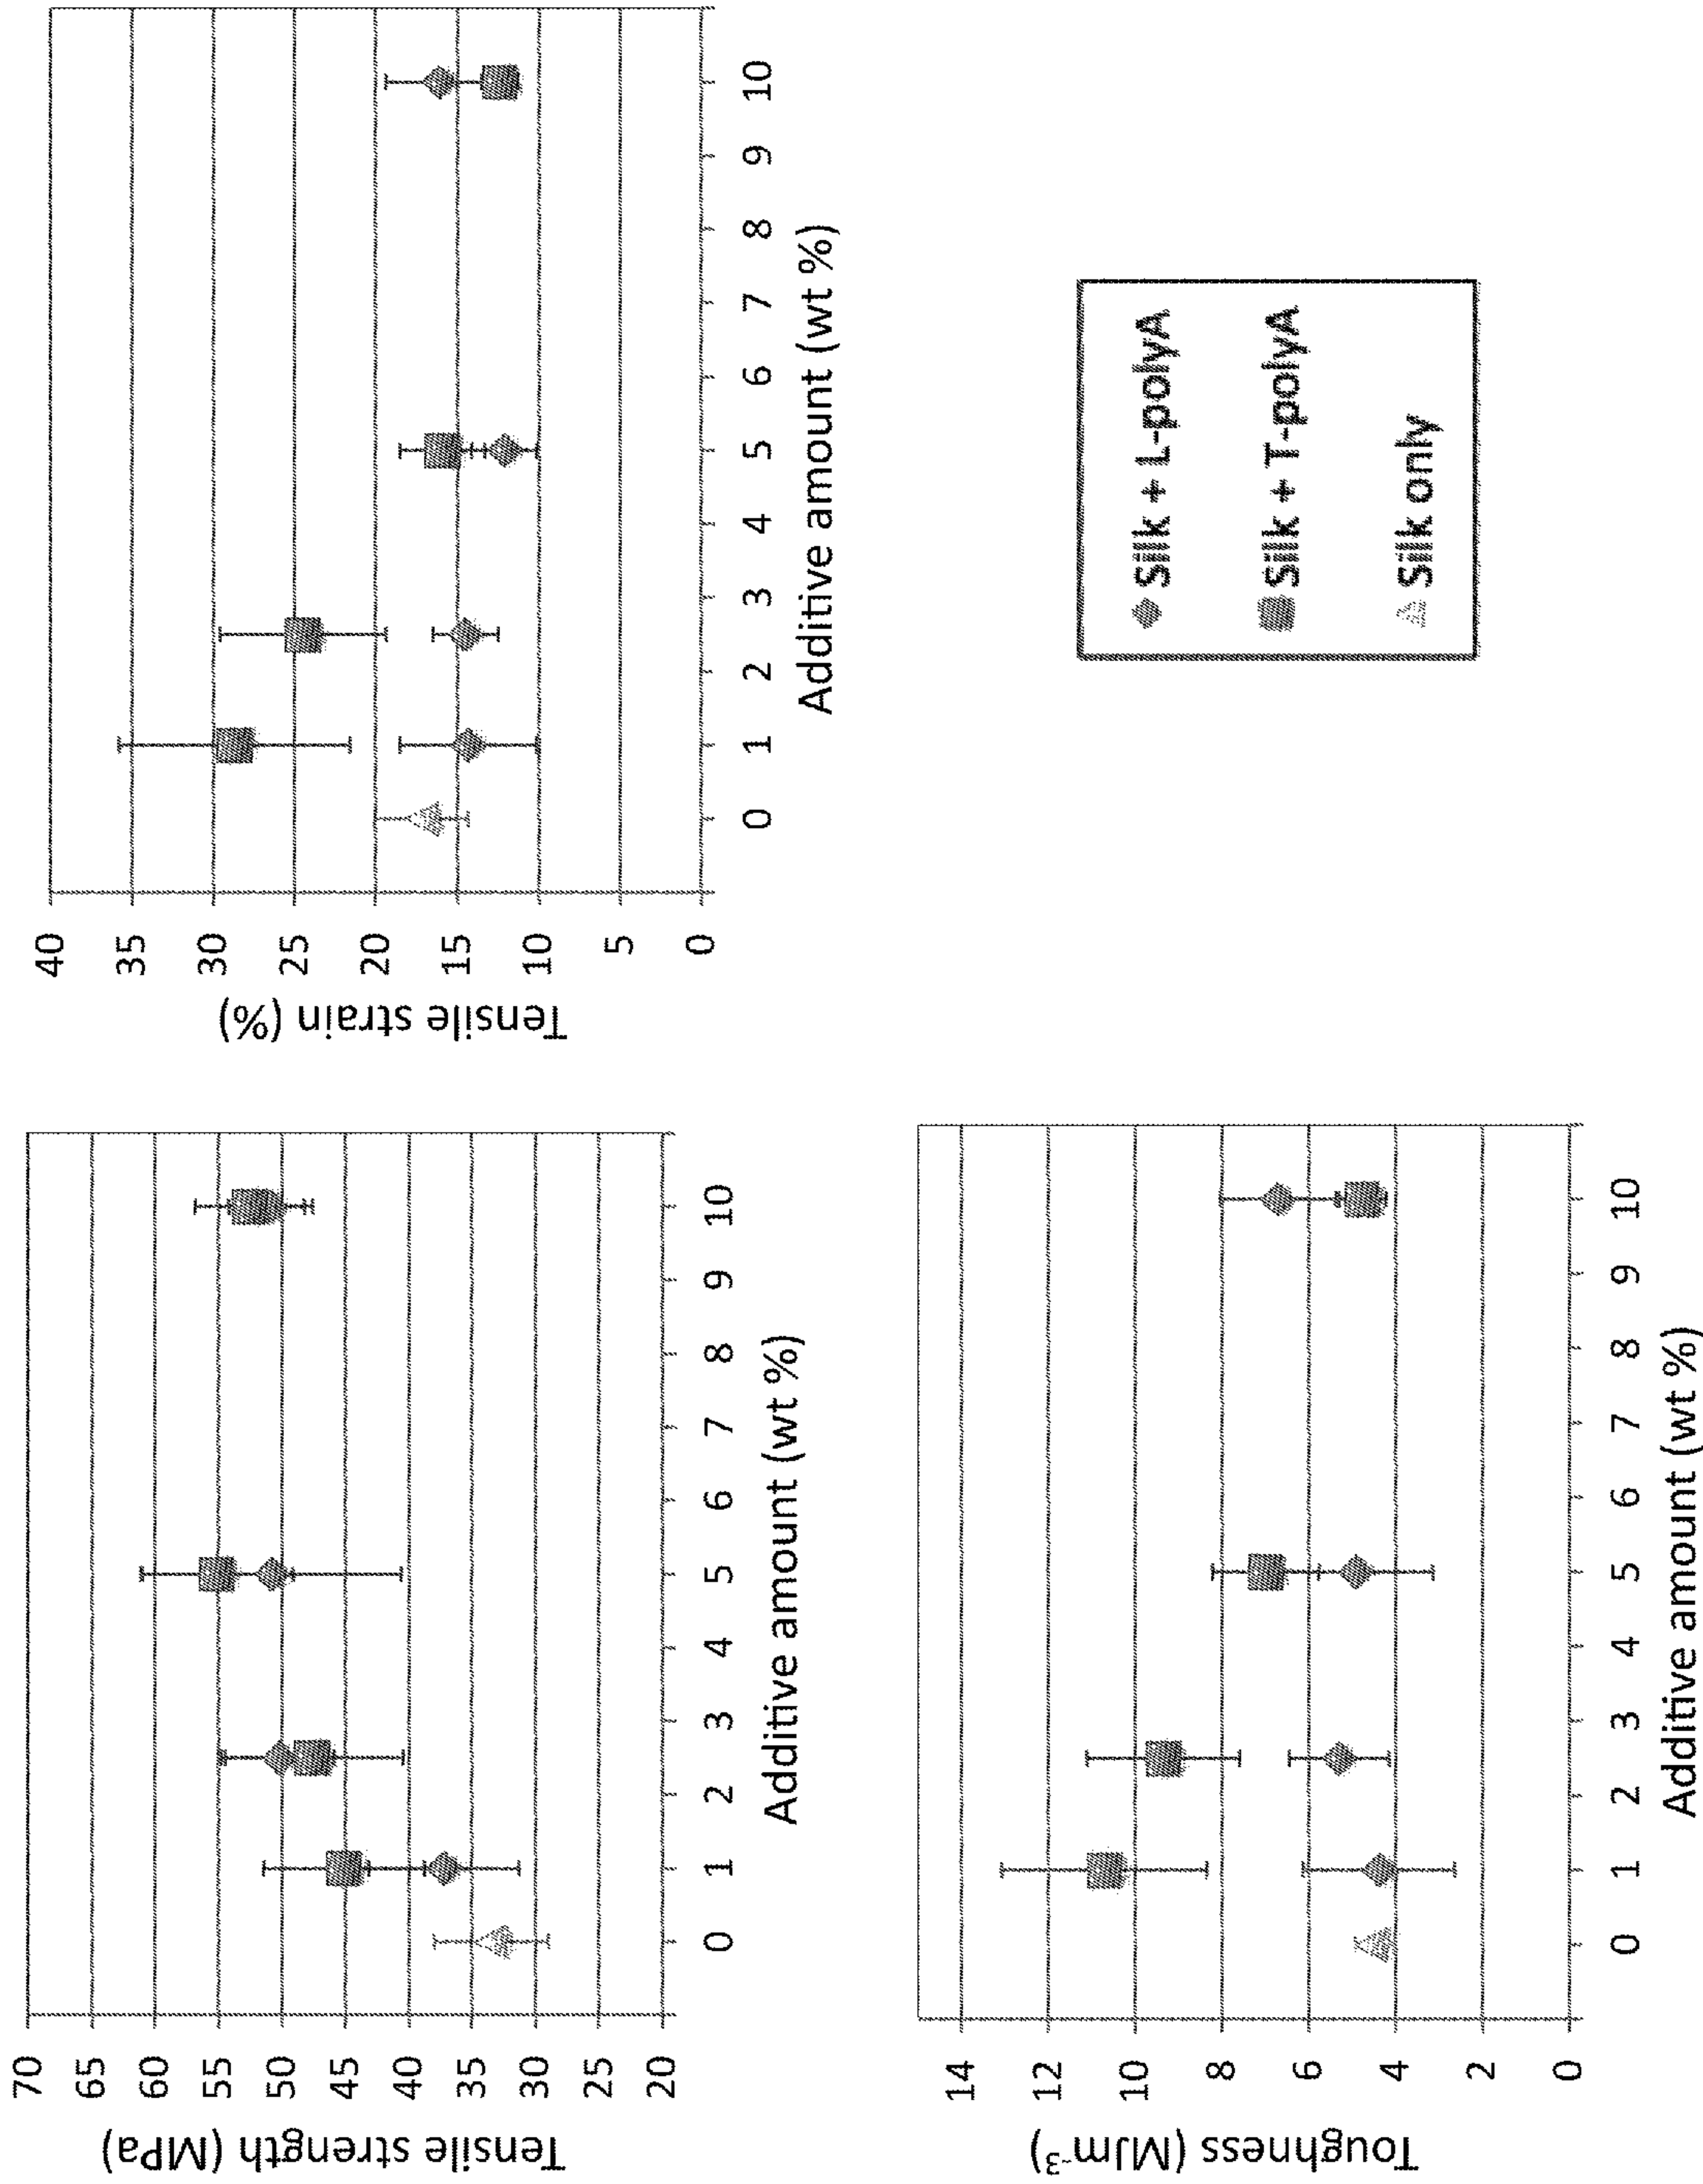 Tensile strength (MPa)
70
65
60
55
50
45
40
35
30
25
20
0 1 2 3 4 5 6 7 8 9 10
Additive amount (wt %)
Tensile strain (%)
40
35
30
25
20
15
10
5
0
0 1 2 3 4 5 6 7 8 9 10
Additive amount (wt %)
Toughness (MJm⁻³)
14
12
10
8
6
4
2
0
0 1 2 3 4 5 6 7 8 9 10
Additive amount (wt %)
Silk + L-polyA
Silk + T-polyA
Silk only